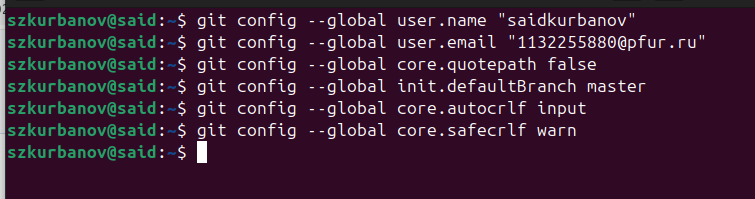 szkurbanov@said:~$ git config --global user.name "saidkurbanov"
szkurbanov@said:~$ git config --global user.email "1132255880@pfur.ru"
szkurbanov@said:~$ git config --global core.quotepath false
szkurbanov@said:~$ git config --global init.defaultBranch master
szkurbanov@said:~$ git config --global core.autocrlf input
szkurbanov@said:~$ git config --global core.safecrlf warn
szkurbanov@said:~$